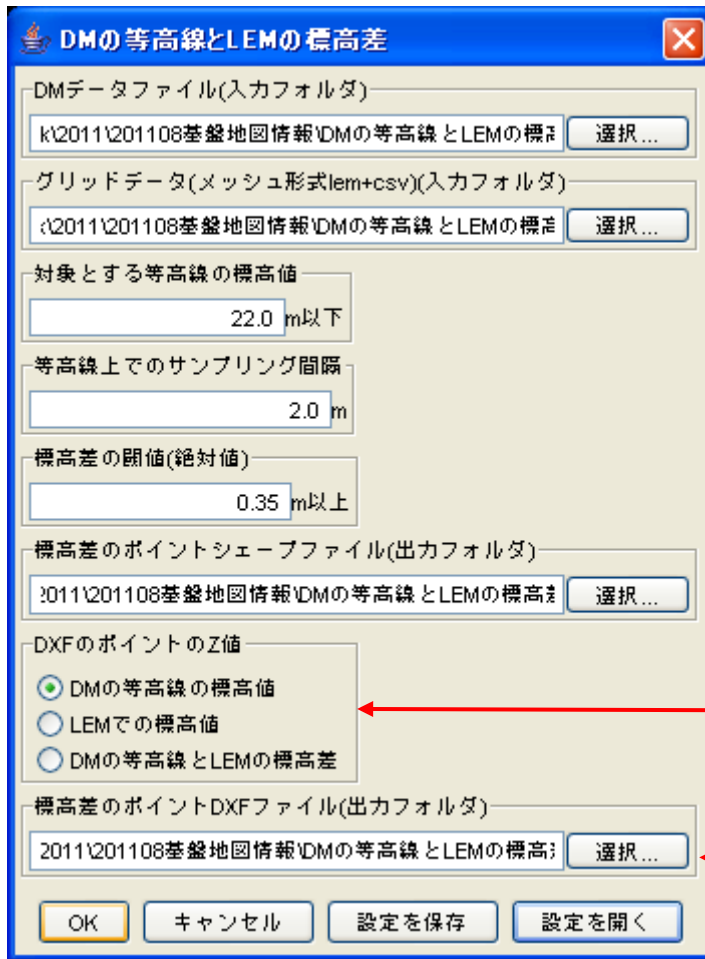 DMの等高線とLEMの標高差
DMデータファイル(入力フォルダ)
k\2011\201108基盤地図情報\DMの等高線とLEMの標
選択...
グリッドデータ(メッシュ形式lem+csv)(入力フォルダ)
\2011\201108基盤地図情報\DMの等高線とLEMの標高
選択...
対象とする等高線の標高値
22.0 m以下
等高線上でのサンプリング間隔
2.0 m
標高差の閾値(絶対値)
0.35 m以上
標高差のポイントシェープファイル(出力フォルダ)
2011\201108基盤地図情報\DMの等高線とLEMの標高
選択...
DXFのポイントのZ値
DMの等高線の標高値
LEMでの標高値
DMの等高線とLEMの標高差
標高差のポイントDXFファイル(出力フォルダ)
2011\201108基盤地図情報\DMの等高線とLEMの標高
選択...
OK キャンセル 設定を保存 設定を開く